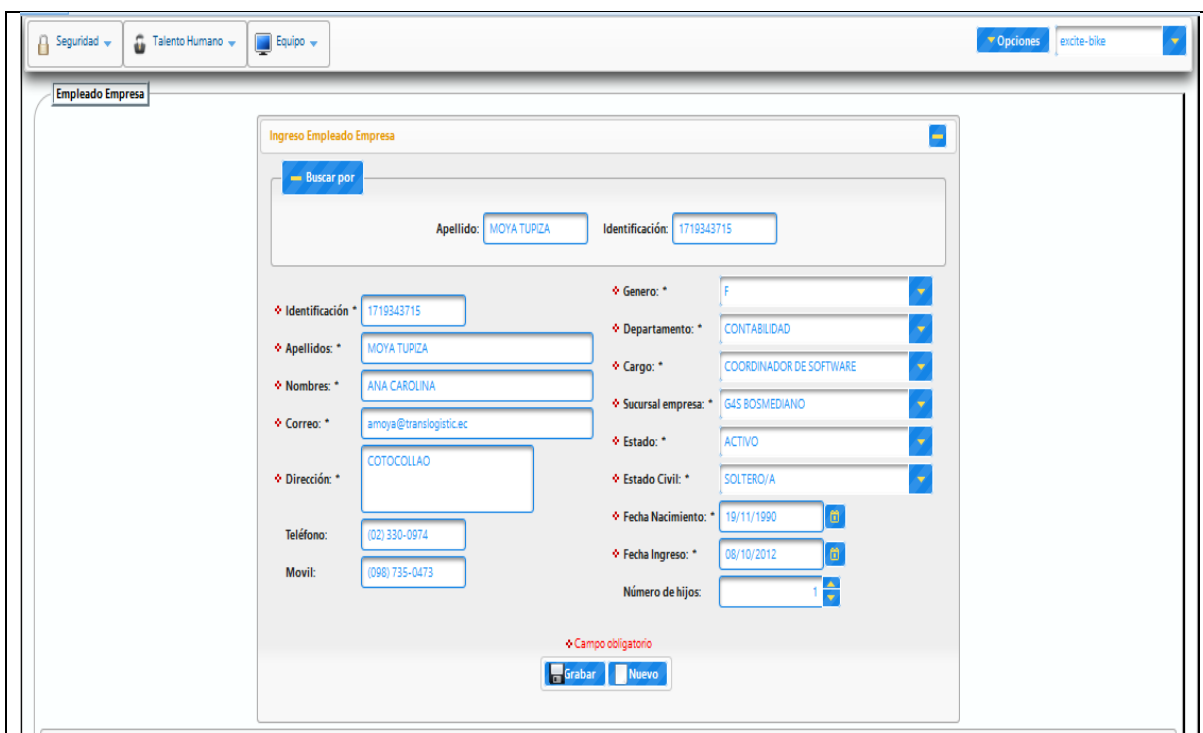 Seguridad
Talento Humano
Equipo
Opciones
excite-bike
Empleado Empresa
Ingreso Empleado Empresa
Buscar por
Apellido: MOYA TUPIZA
Identificación: 1719343715
Identificación * 1719343715
Apellidos: * MOYA TUPIZA
Nombres: * ANA CAROLINA
Correo: * amoya@translogistic.ec
Dirección: * COTOCOLLAO
Teléfono: (02) 330-0974
Movil: (098) 735-0473
Genero: * F
Departamento: * CONTABILIDAD
Cargo: * COORDINADOR DE SOFTWARE
Sucursal empresa: * G4S BOSMEDIANO
Estado: * ACTIVO
Estado Civil: * SOLTERO/A
Fecha Nacimiento: * 19/11/1990
Fecha Ingreso: * 08/10/2012
Número de hijos: 1
Campo obligatorio
Grabar
Nuevo